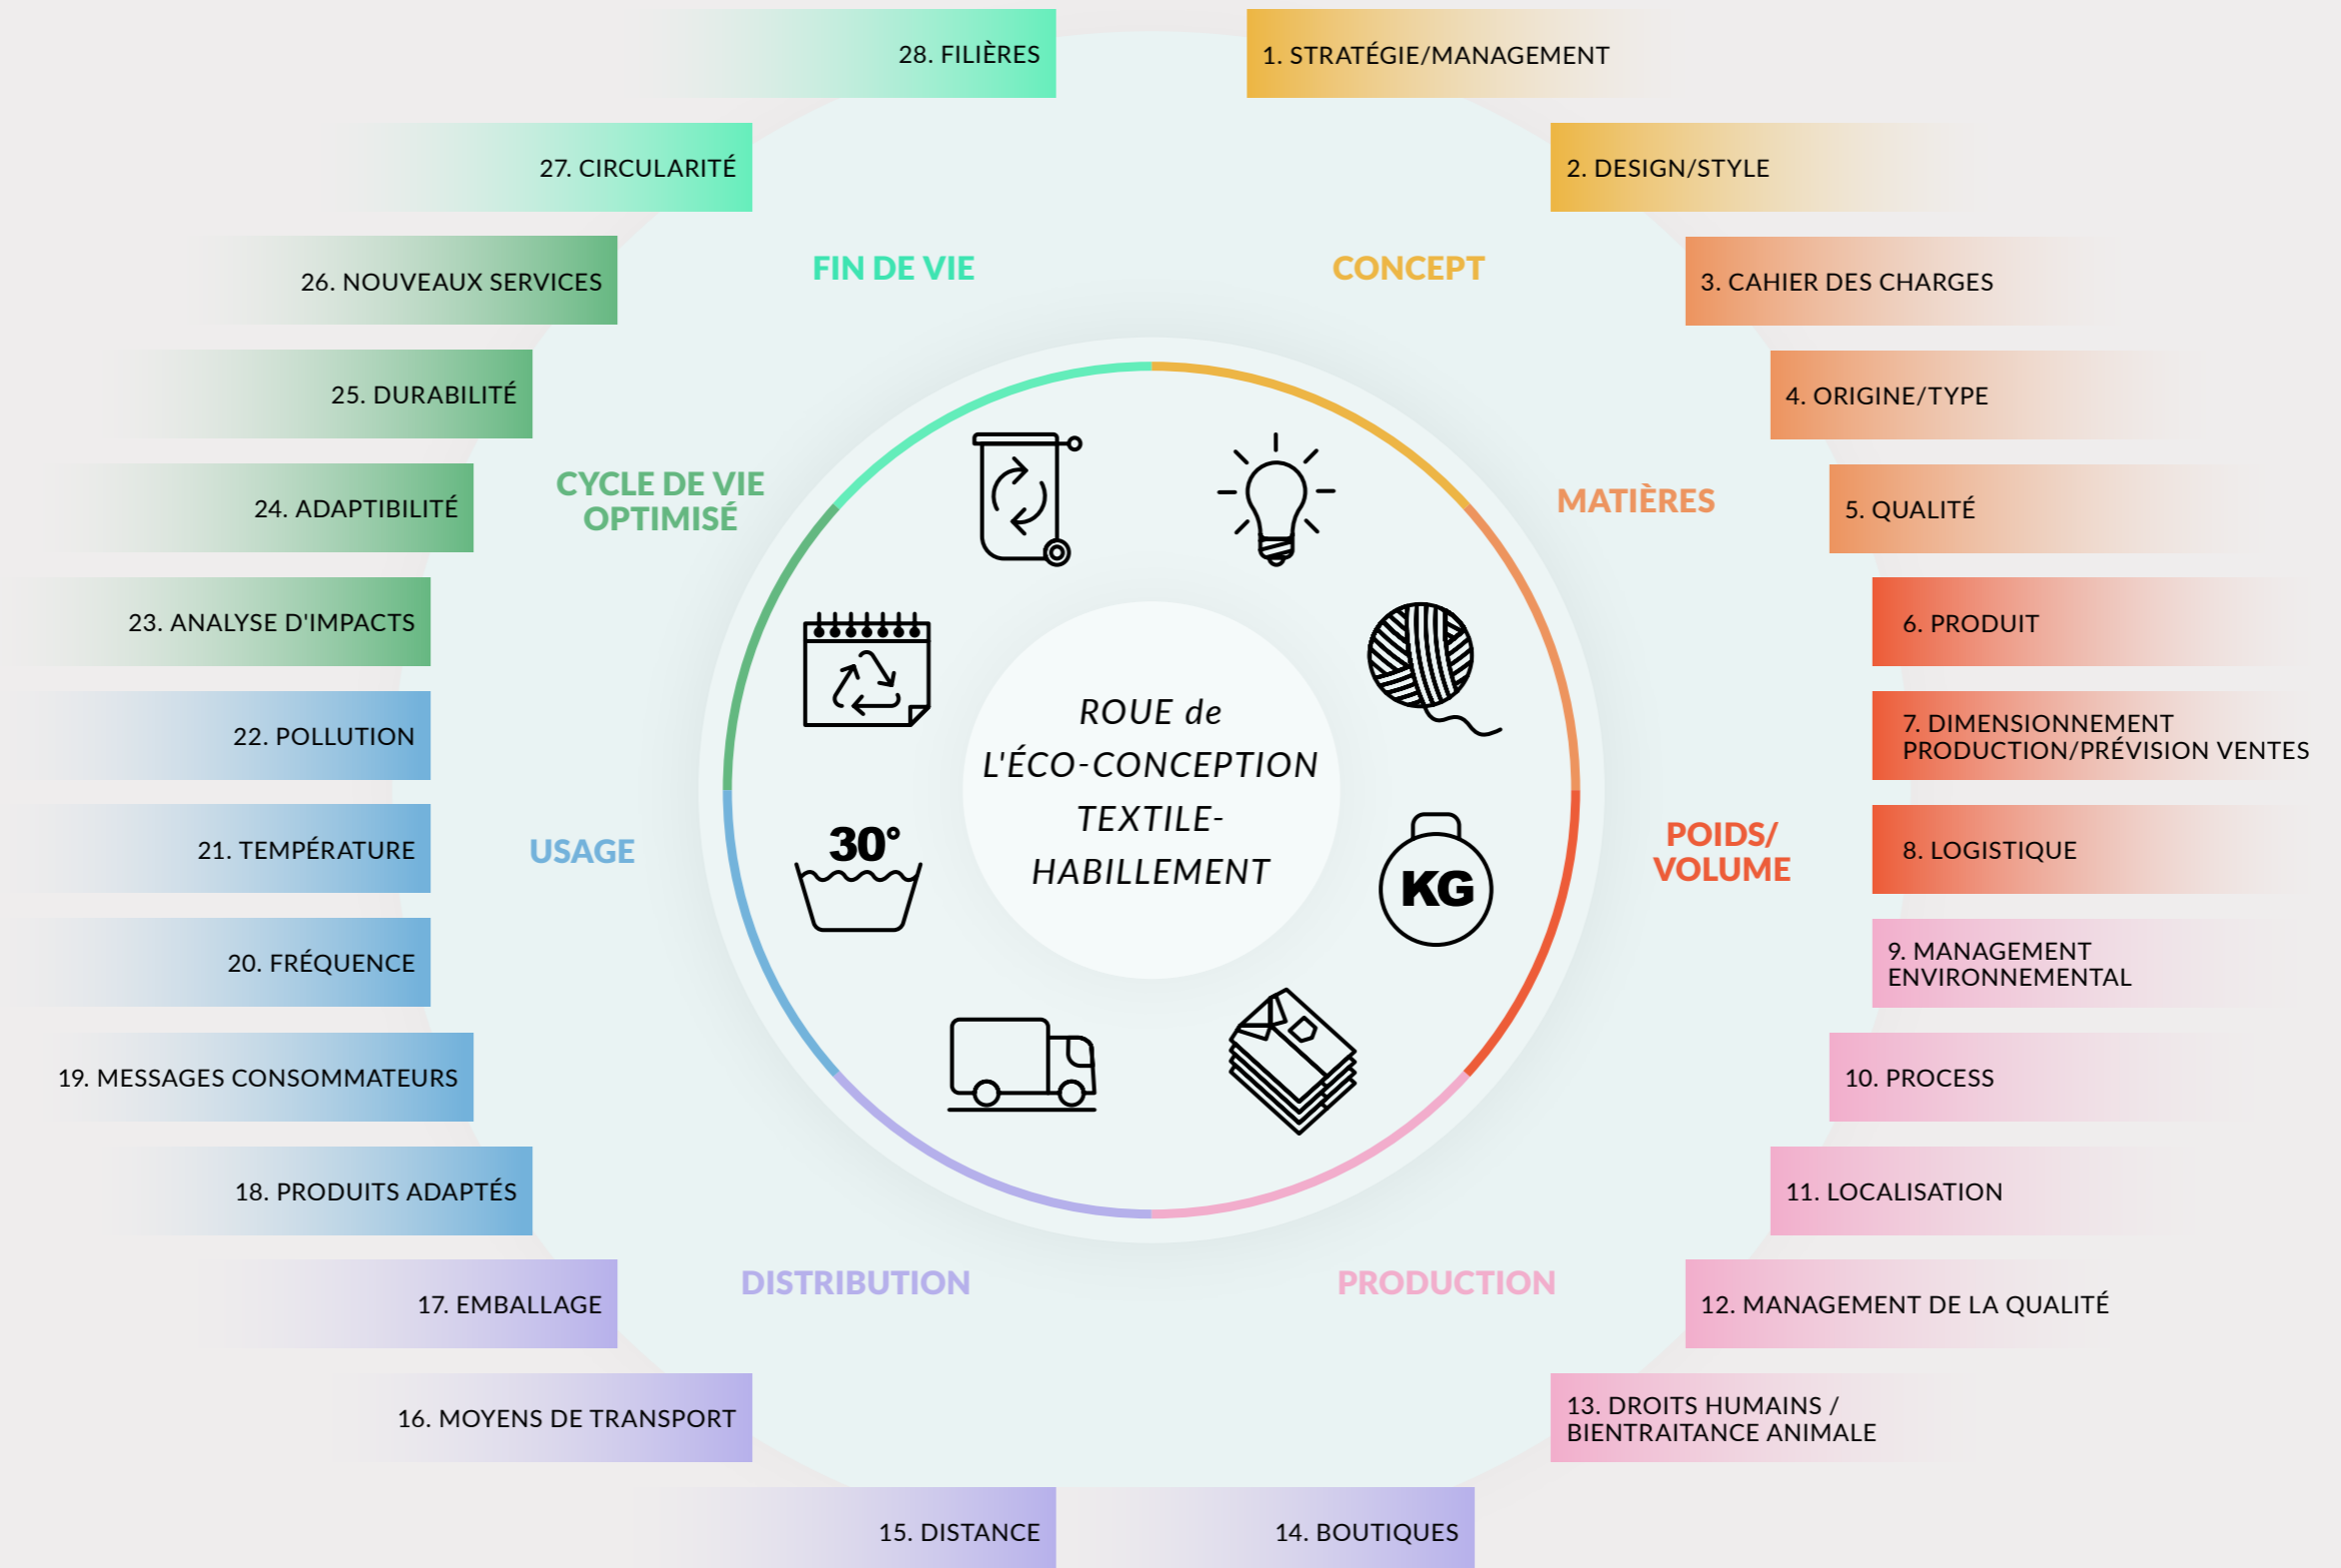 ROUE de
L'ÉCO-CONCEPTION
TEXTILE-
HABILLEMENT
CONCEPT
1. STRATÉGIE/MANAGEMENT
2. DESIGN/STYLE
MATIÈRES
3. CAHIER DES CHARGES
4. ORIGINE/TYPE
5. QUALITÉ
POIDS/
VOLUME
KG
6. PRODUIT
7. DIMENSIONNEMENT
PRODUCTION/PRÉVISION VENTES
8. LOGISTIQUE
PRODUCTION
9. MANAGEMENT
ENVIRONNEMENTAL
10. PROCESS
11. LOCALISATION
12. MANAGEMENT DE LA QUALITÉ
13. DROITS HUMAINS /
BIENTRAITANCE ANIMALE
DISTRIBUTION
14. BOUTIQUES
15. DISTANCE
16. MOYENS DE TRANSPORT
17. EMBALLAGE
USAGE
30°
18. PRODUITS ADAPTÉS
19. MESSAGES CONSOMMATEURS
20. FRÉQUENCE
21. TEMPÉRATURE
22. POLLUTION
CYCLE DE VIE
OPTIMISÉ
23. ANALYSE D'IMPACTS
24. ADAPTIBILITÉ
25. DURABILITÉ
26. NOUVEAUX SERVICES
FIN DE VIE
27. CIRCULARITÉ
28. FILIÈRES